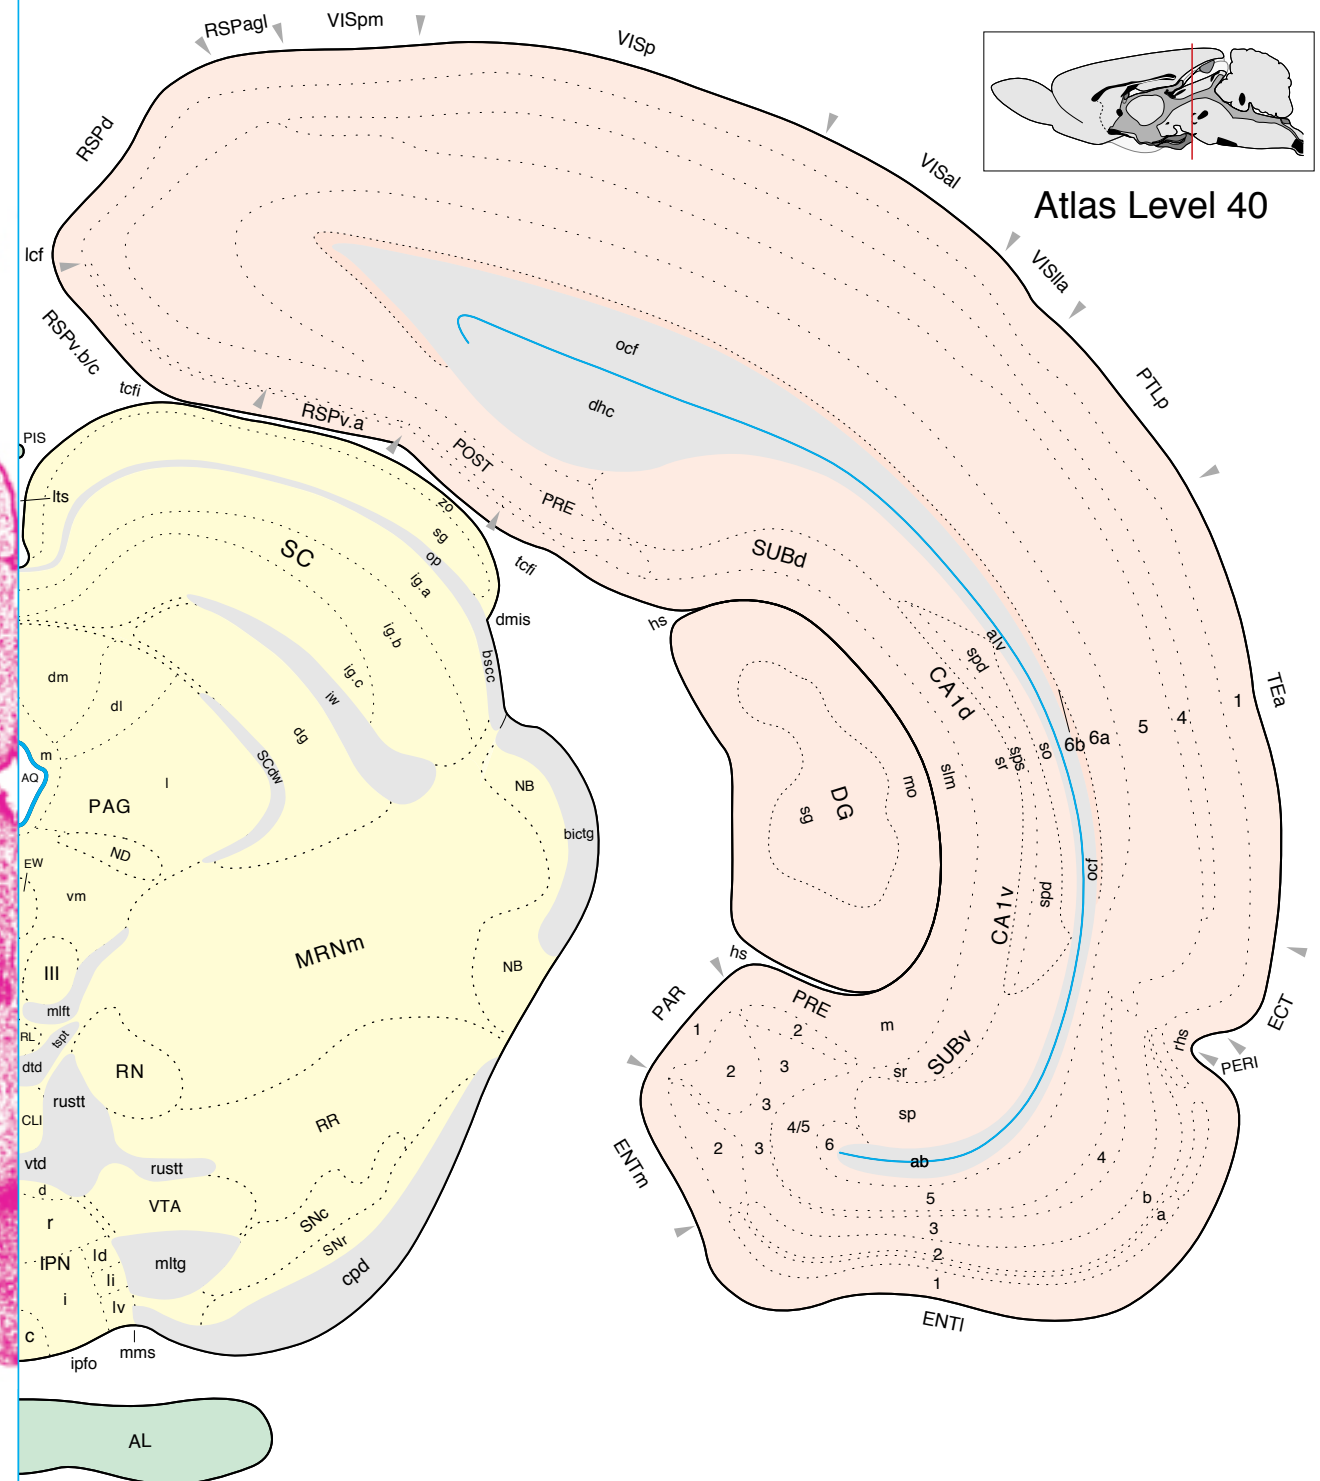 RSPagl
VISpm
VISp
VISal
VISlla
PTLp
TEa
ECT
PERI
rhs
Atlas Level 40
RSPd
lcf
RSPv.b/c
tcfi
RSPv.a
POST
PRE
tcfi
ocf
dhc
SUBd
hs
PIS
lts
SC
zo
sg
op
ig.a
ig.b
ig.c
iw
dg
dmis
bscc
SCdw
dm
dl
m
AQ
l
PAG
ND
EW
vm
NB
bictg
NB
MRNm
III
mlft
RL
tspt
dtd
RN
rustt
CLI
RR
vtd
rustt
d
VTA
r
SNc
SNr
IPN
ld
mltg
li
i
lv
cpd
c
mms
ipfo
AL
alv
spd
CA1d
so
sps
sr
slm
mo
DG
sg
6b
6a
5
4
1
ocf
spd
CA1v
hs
PAR
PRE
1
2
m
2
3
sr
SUBv
3
sp
4/5
6
2
3
ab
ENTm
4
5
b
a
3
2
1
ENTl